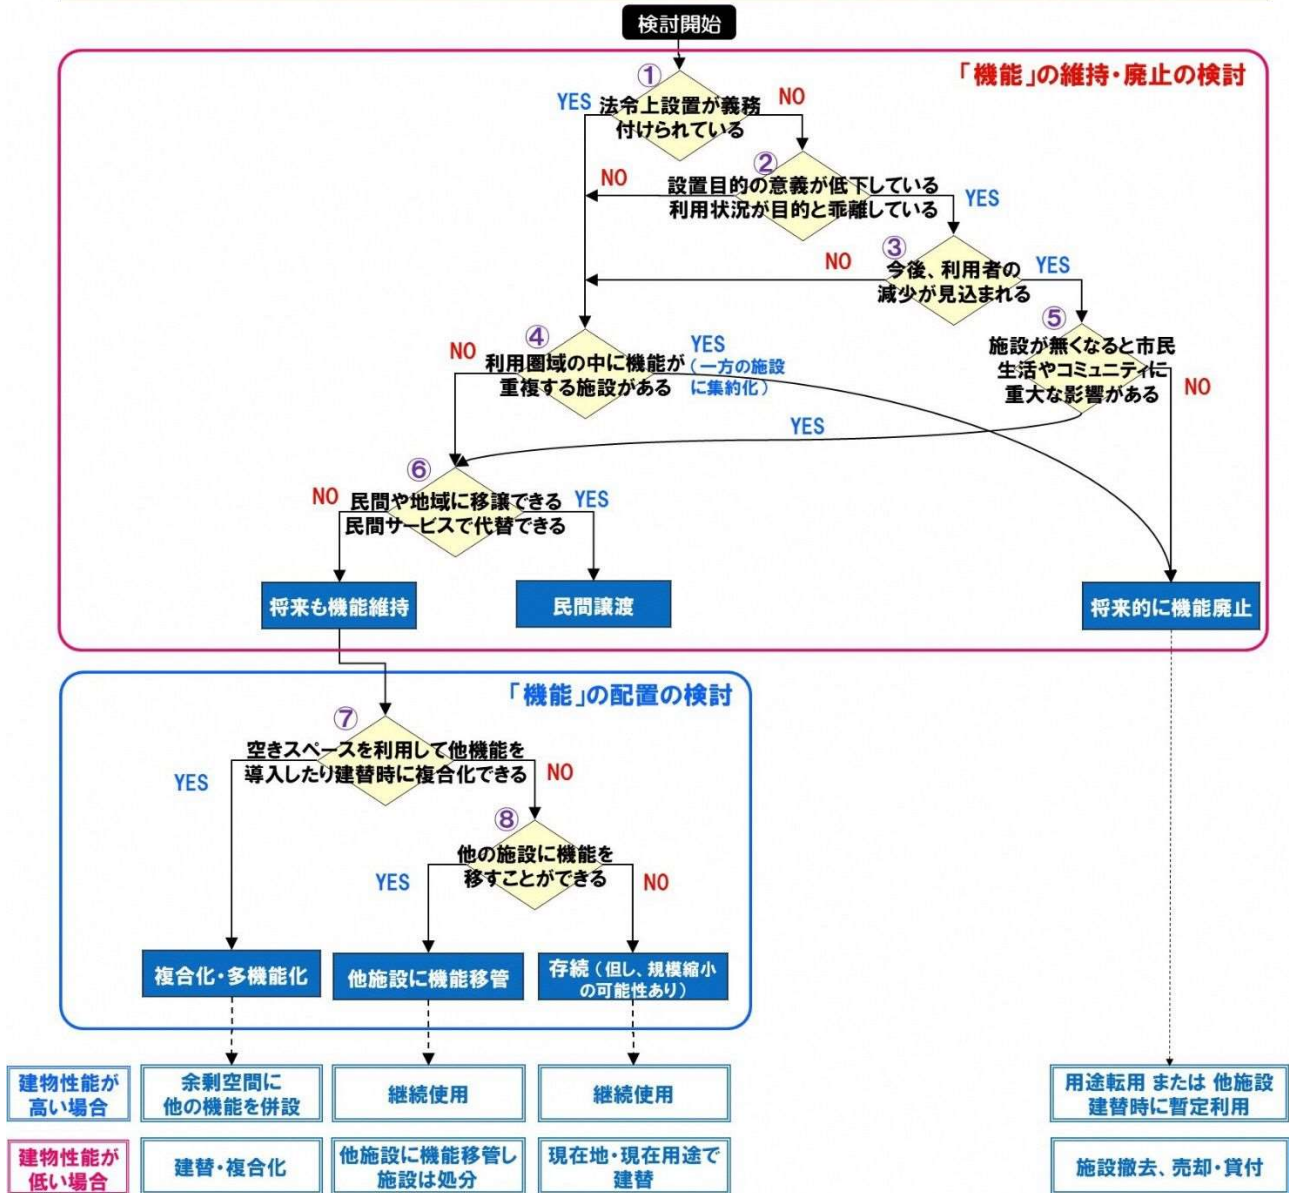 検討開始
「機能」の維持・廃止の検討
①
YES
法令上設置が義務
付けられている
NO
②
NO
設置目的の意義が低下している
利用状況が目的と乖離している
YES
③
NO
今後、利用者の
減少が見込まれる
YES
④
NO
利用圏域の中に機能が
重複する施設がある
YES
（一方の施設
に集約化）
⑤
施設が無くなると市民
生活やコミュニティに
重大な影響がある
NO
YES
⑥
NO
民間や地域に移譲できる
民間サービスで代替できる
YES
将来も機能維持
民間譲渡
将来的に機能廃止
「機能」の配置の検討
⑦
空きスペースを利用して他機能を
導入したり建替時に複合化できる
YES
NO
⑧
他の施設に機能を
移すことができる
YES
NO
複合化・多機能化
他施設に機能移管
存続（但し、規模縮小
の可能性あり）
建物性能が
高い場合
余剰空間に
他の機能を併設
継続使用
継続使用
用途転用 または 他施設
建替時に暫定利用
建物性能が
低い場合
建替・複合化
他施設に機能移管し
施設は処分
現在地・現在用途で
建替
施設撤去、売却・貸付